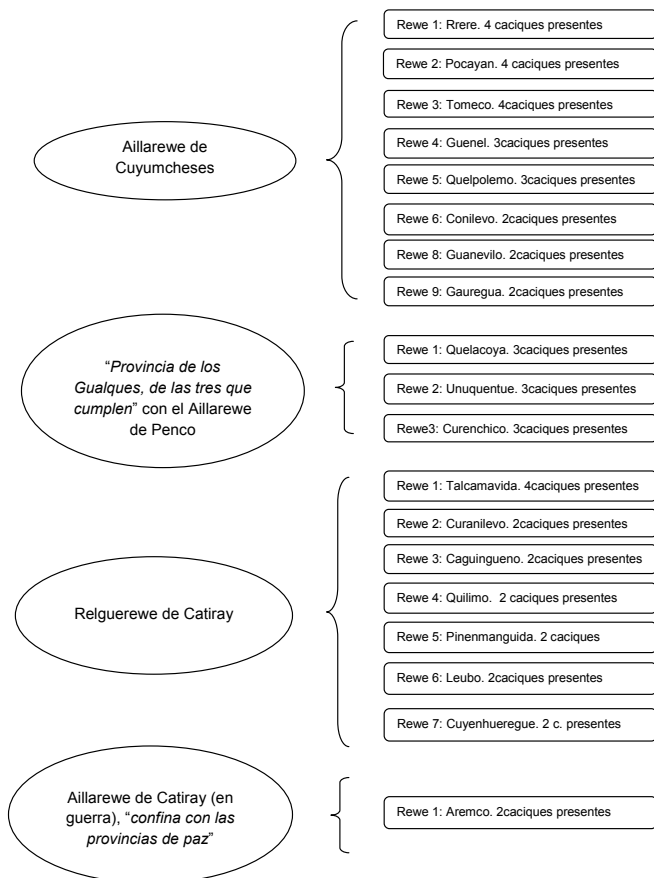 Aillarewe de
Cuyumcheses
Rewe 1: Rrere. 4 caciques presentes
Rewe 2: Pocayan. 4 caciques presentes
Rewe 3: Tomeco. 4caciques presentes
Rewe 4: Guenel. 3caciques presentes
Rewe 5: Quelpolemo. 3caciques presentes
Rewe 6: Conilevo. 2caciques presentes
Rewe 8: Guanevilo. 2caciques presentes
Rewe 9: Gauregua. 2caciques presentes
“Provincia de los
Gualques, de las tres que
cumplen” con el Aillarewe
de Penco
Rewe 1: Quelacoya. 3caciques presentes
Rewe 2: Unuquentue. 3caciques presentes
Rewe3: Curenchico. 3caciques presentes
Relguerewe de Catiray
Rewe 1: Talcamavida. 4caciques presentes
Rewe 2: Curanilevo. 2caciques presentes
Rewe 3: Caguingueno. 2caciques presentes
Rewe 4: Quilimo. 2 caciques presentes
Rewe 5: Pinenmanguida. 2 caciques
Rewe 6: Leubo. 2caciques presentes
Rewe 7: Cuyenhueregue. 2 c. presentes
Aillarewe de Catiray (en
guerra), “confina con las
provincias de paz”
Rewe 1: Aremco. 2caciques presentes